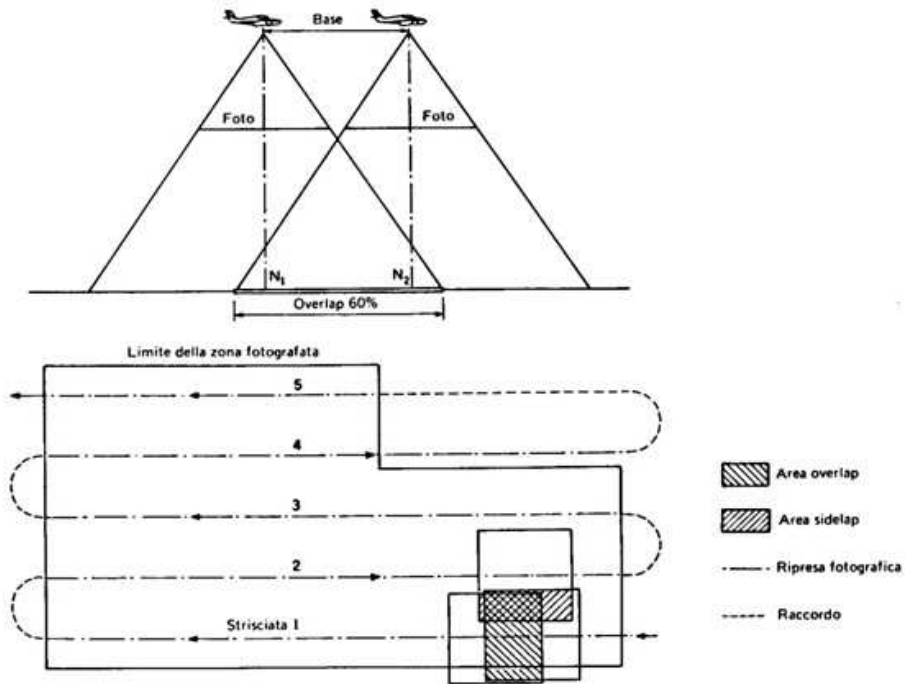 Base
Foto
Foto
N₁
N₂
Overlap 60%
Limite della zona fotografata
5
4
3
2
Strisciata 1
Area overlap
Area sidelap
Ripresa fotografica
Raccordo